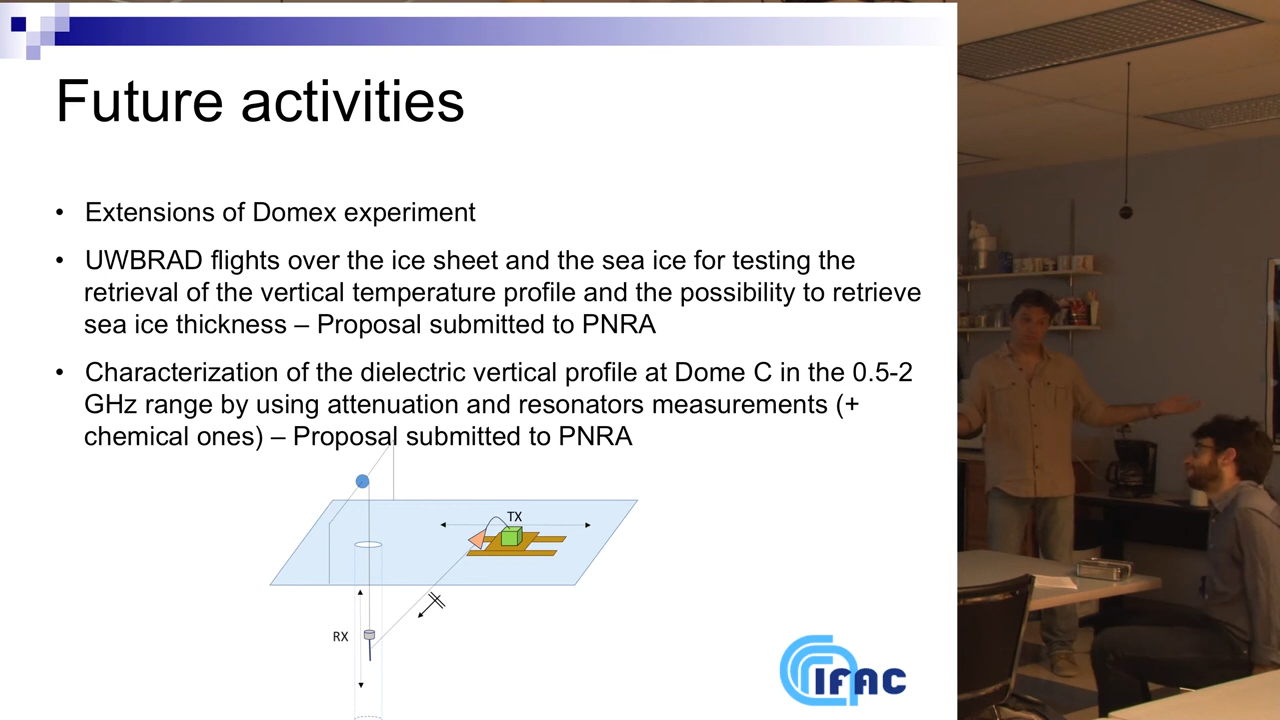 Future activities
• Extensions of Domex experiment
• UWBRAD flights over the ice sheet and the sea ice for testing the
retrieval of the vertical temperature profile and the possibility to retrieve
sea ice thickness – Proposal submitted to PNRA
• Characterization of the dielectric vertical profile at Dome C in the 0.5-2
GHz range by using attenuation and resonators measurements (+
chemical ones) – Proposal submitted to PNRA
TX
RX
IFAC